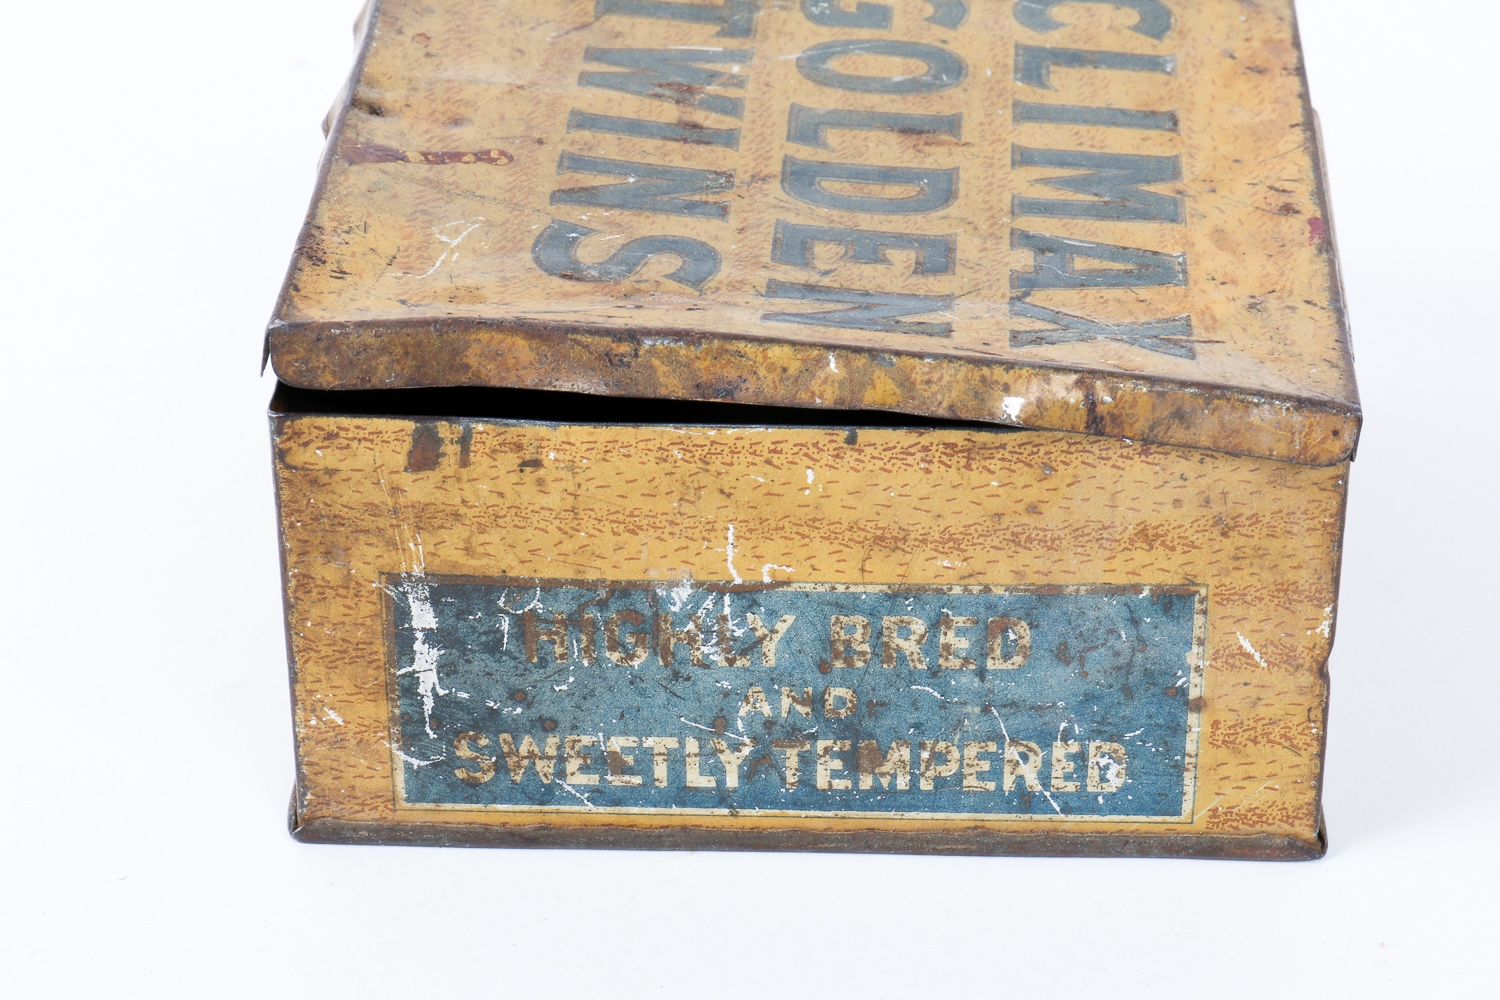 CLIMAX
GOLDEN
TWINS
HIGHLY BRED
AND
SWEETLY TEMPERED